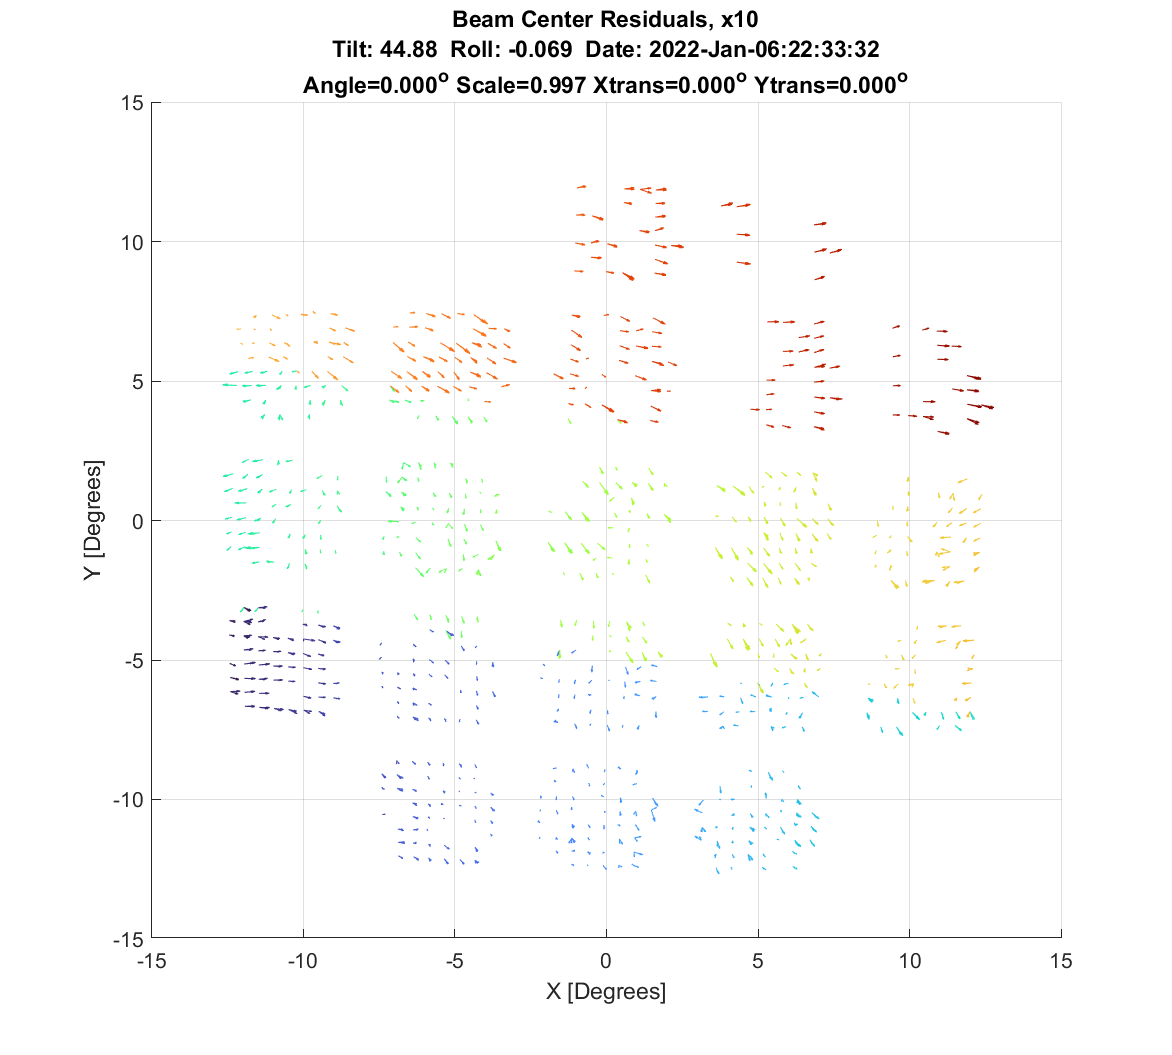 Beam Center Residuals, x10
Tilt: 44.88 Roll: -0.069 Date: 2022-Jan-06:22:33:32
Angle=0.000° Scale=0.997 Xtrans=0.000° Ytrans=0.000°
15
10
5
0
-5
-10
-15
Y [Degrees]
-15 -10 -5 0 5 10 15
X [Degrees]